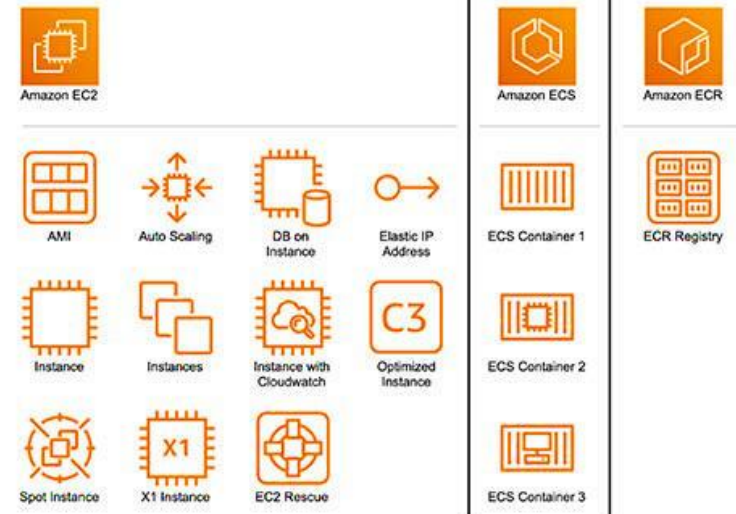 Amazon EC2
Amazon ECS
Amazon ECR
AMI
Auto Scaling
DB on
Instance
Elastic IP
Address
ECS Container 1
ECR Registry
Instance
Instances
Instance with
Cloudwatch
C3
Optimized
Instance
ECS Container 2
Spot Instance
X1
X1 Instance
EC2 Rescue
ECS Container 3